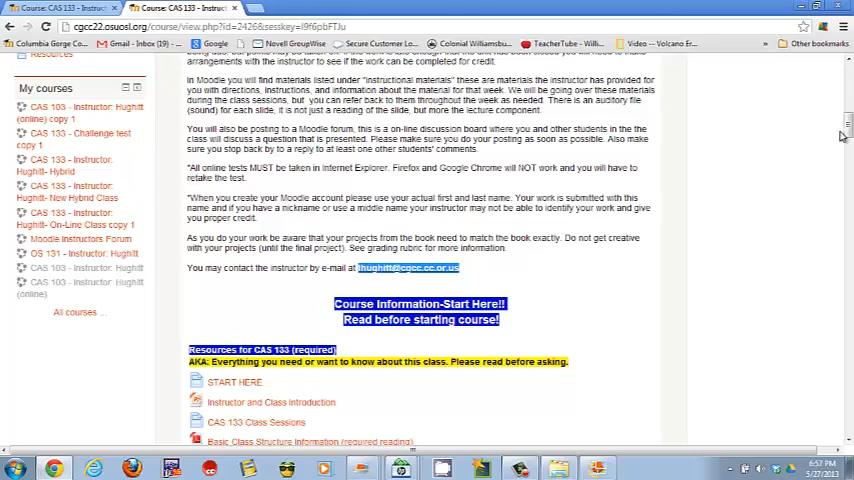 Course: CAS 133 - Instructor
Course: CAS 133 - Instructor
cgcc22.osuosl.org/course/view.php?id=2426&sesskey=l9f6pbFTJu
Columbia Gorge Co...
Gmail - Inbox (19) - ...
Google
Novell GroupWise
Secure Customer Lo...
Colonial Williamsbu...
TeacherTube - Willi...
Video -- Volcano Er...
»
Other bookmarks
Resources
My courses
CAS 103 - Instructor: Hughitt
(online) copy 1
CAS 133 - Challenge test
copy 1
CAS 133 - Instructor:
Hughitt- Hybrid
CAS 133 - Instructor:
Hughitt- New Hybrid Class
CAS 133 - Instructor:
Hughitt- On-Line Class copy 1
Moodle Instructors Forum
OS 131 - Instructor: Hughitt
CAS 103 - Instructor: Hughitt
CAS 103 - Instructor: Hughitt
(online)
All courses ...
arrangements with the instructor to see if the work can be completed for credit.
In Moodle you will find materials listed under "instructional materials" these are materials the instructor has provided for
you with directions, instructions, and information about the material for that week. We will be going over these materials
during the class sessions, but you can refer back to them throughout the week as needed. There is an auditory file
(sound) for each slide, it is not just a reading of the slide, but more the lecture component.
You will also be posting to a Moodle forum, this is a on-line discussion board where you and other students in the the
class will discuss a question that is presented. Please make sure you do your posting as soon as possible. Also make
sure you stop back by to a reply to at least one other students' comments.
*All online tests MUST be taken in Internet Explorer. Firefox and Google Chrome will NOT work and you will have to
retake the test.
*When you create your Moodle account please use your actual first and last name. Your work is submitted with this
name and if you have a nickname or use a middle name your instructor may not be able to identify your work and give
you proper credit.
As you do your work be aware that your projects from the book need to match the book exactly. Do not get creative
with your projects (until the final project). See grading rubric for more information.
You may contact the instructor by e-mail at thughitt@cgcc.cc.or.us
Course Information-Start Here!!
Read before starting course!
Resources for CAS 133 (required)
AKA: Everything you need or want to know about this class. Please read before asking.
START HERE
Instructor and Class Introduction
CAS 133 Class Sessions
Basic Class Structure Information (required reading)
6:57 PM
5/27/2013